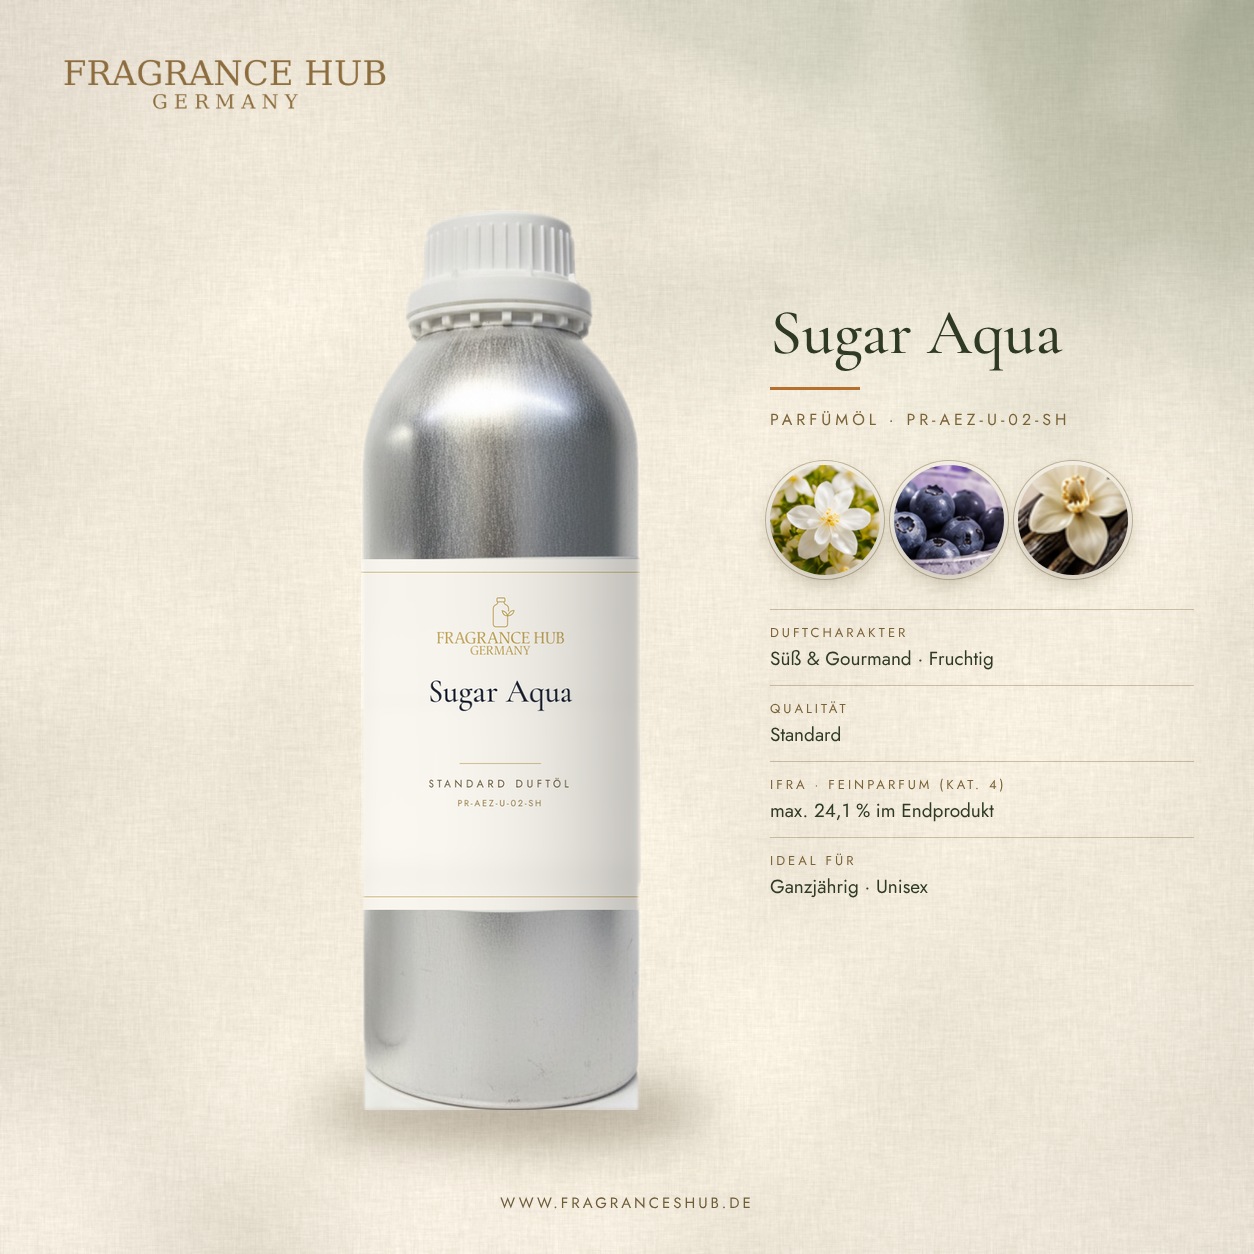 FRAGRANCE HUB
GERMANY
Sugar Aqua
PARFÜMÖL · PR-AEZ-U-02-SH
DUFTCHARAKTER
Süß & Gourmand · Fruchtig
QUALITÄT
Standard
IFRA · FEINPARFUM (KAT. 4)
max. 24,1 % im Endprodukt
IDEAL FÜR
Ganzjährig · Unisex
FRAGRANCE HUB
GERMANY
Sugar Aqua
STANDARD DUFTÖL
PR-AEZ-U-02-SH
WWW.FRAGRANCESHUB.DE